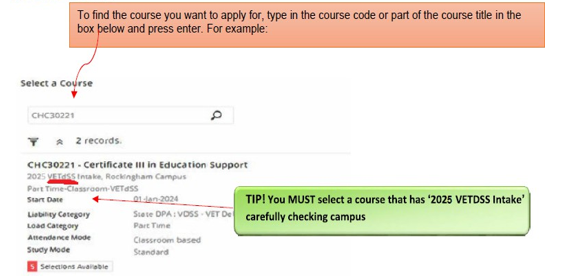 To find the course you want to apply for, type in the course code or part of the course title in the
box below and press enter. For example:
Select a Course
CHC30221
2 records.
CHC30221 - Certificate III in Education Support
2025 VETdSS Intake, Rockingham Campus
Part Time-Classroom-VETdSS
Start Date 01-Jan-2024
Liability Category State DPA : VDSS - VET De
Load Category Part Time
Attendance Mode Classroom based
Study Mode Standard
S Selections Available
TIP! You MUST select a course that has ‘2025 VETDSS Intake’
carefully checking campus